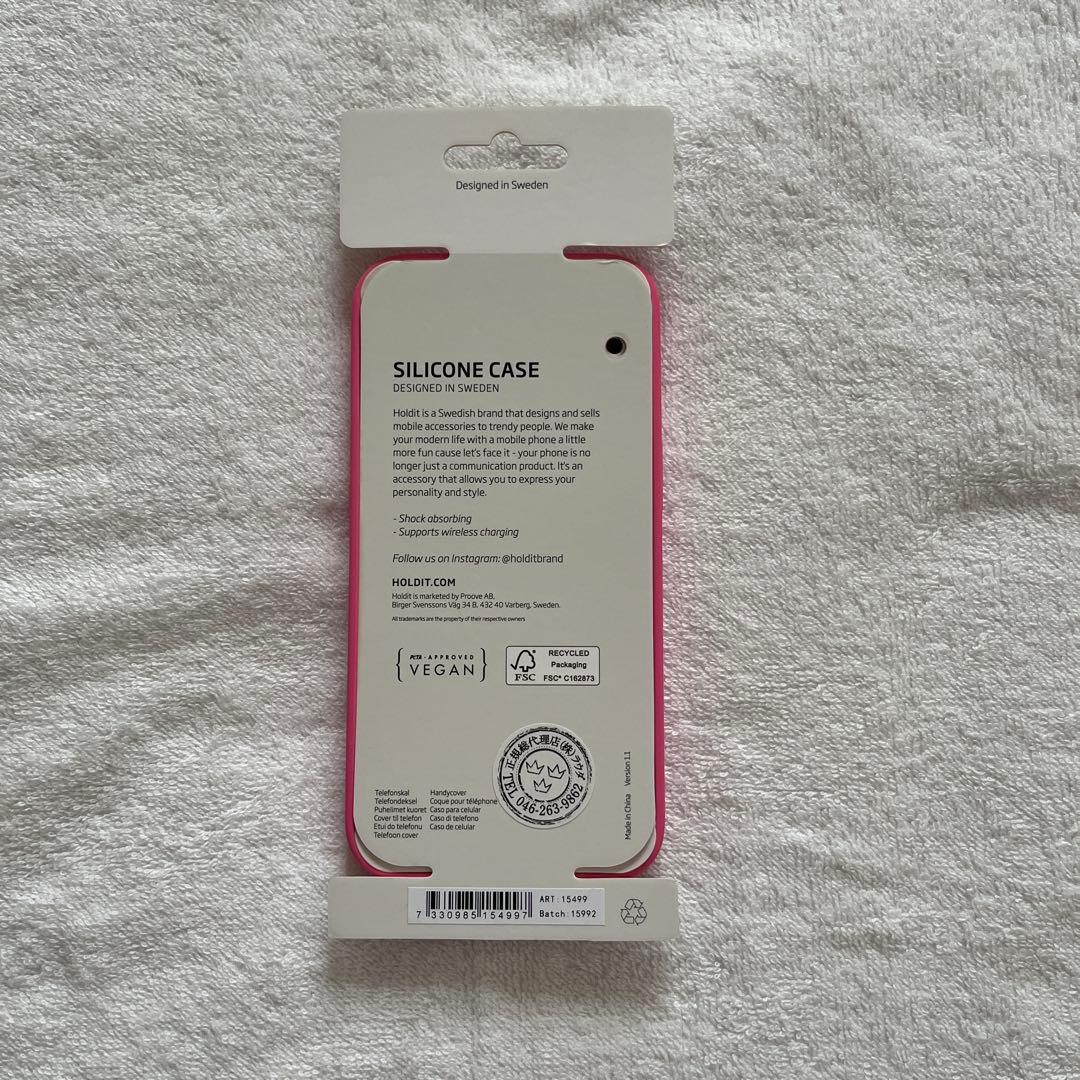 Designed in Sweden
SILICONE CASE
DESIGNED IN SWEDEN
Holdit is a Swedish brand that designs and sells
mobile accessories to trendy people. We make
your modern life with a mobile phone a little
more fun cause let's face it - your phone is no
longer just a communication product. It's an
accessory that allows you to express your
personality and style.
- Shock absorbing
- Supports wireless charging
Follow us on Instagram: @holditbrand
HOLDIT.COM
Holdit is marketed by Proove AB,
Birger Svenssons Väg 34 B, 432 40 Varberg, Sweden.
All trademarks are the property of their respective owners
PETA - APPROVED
VEGAN
FSC
RECYCLED
Packaging
FSC® C162873
正規総代理店(株)ラウダ
TEL 046-263-9862
Telefonskal
Telefondeksel
Puhelimet kuoret
Cover til telefon
Etui do telefonu
Telefoon cover
Handycover
Coque pour téléphone
Caso para celular
Caso di telefono
Caso de celular
Made in China Version 1.1
7 330985 154997
ART:15499
Batch:15992